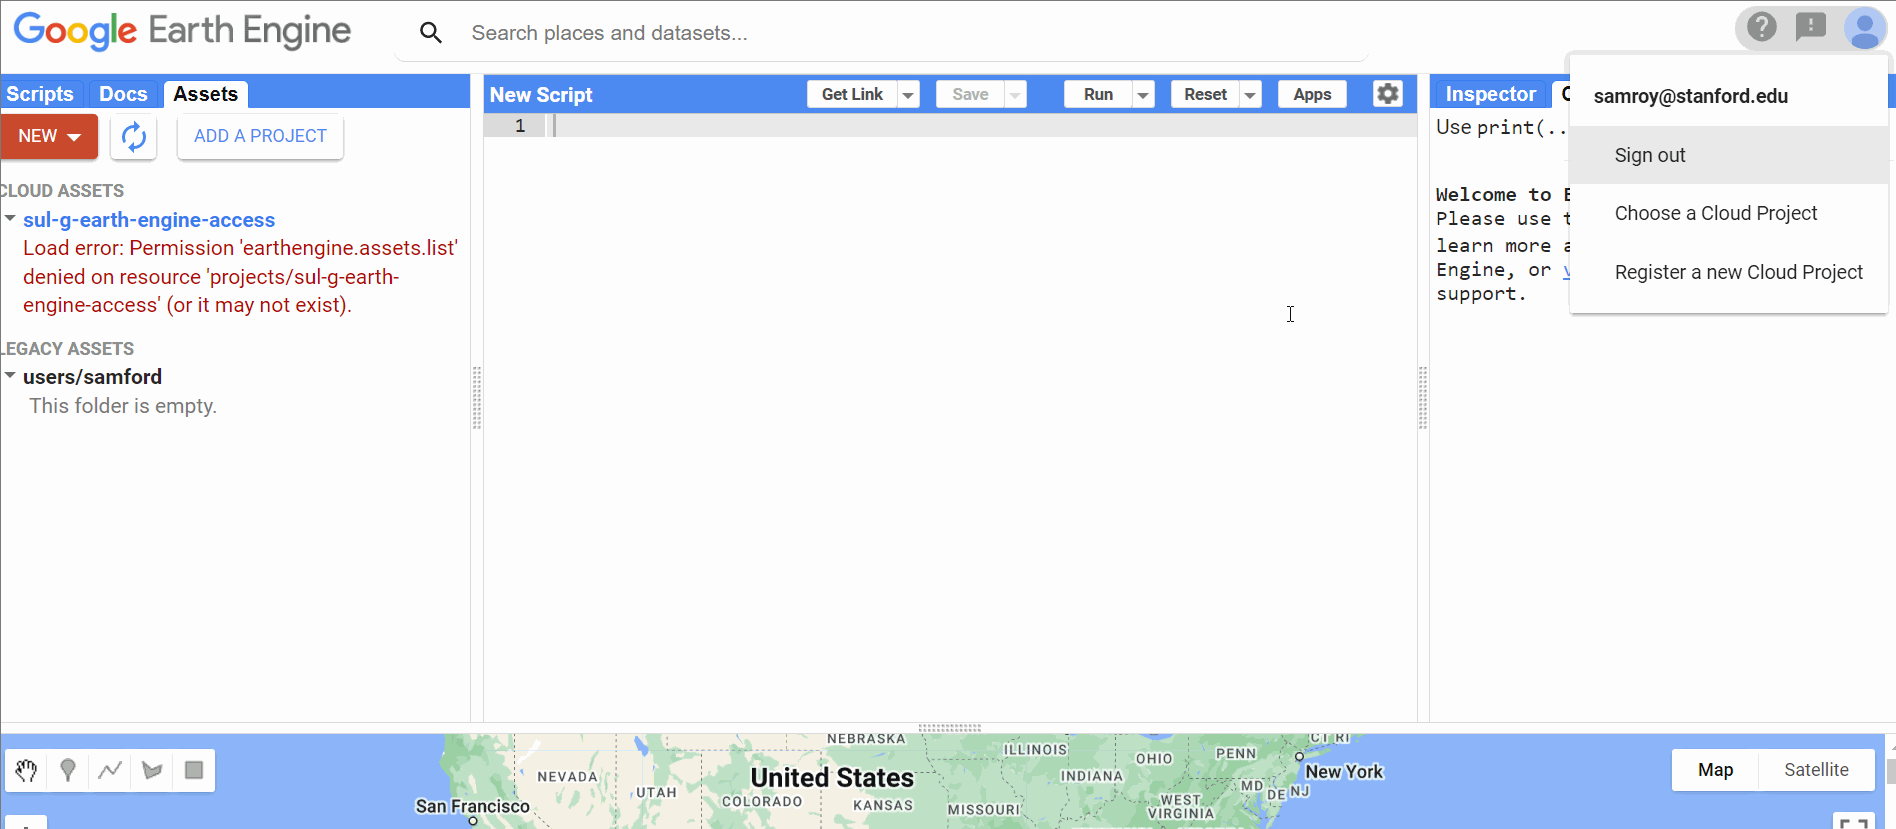 Google Earth Engine
Search places and datasets...
samroy@stanford.edu
Sign out
Choose a Cloud Project
Register a new Cloud Project
Scripts
Docs
Assets
NEW
ADD A PROJECT
CLOUD ASSETS
sul-g-earth-engine-access
Load error: Permission 'earthengine.assets.list'
denied on resource 'projects/sul-g-earth-
engine-access' (or it may not exist).
LEGACY ASSETS
users/samford
This folder is empty.
New Script
Get Link
Save
Run
Reset
Apps
1
Inspector
Use print(..
Welcome to
Please use
learn more
Engine, or
support.
NEBRASKA
ILLINOIS
OHIO
PENN
CT RI
NEVADA
United States
INDIANA
New York
UTAH
COLORADO
KANSAS
MISSOURI
WEST
VIRGINIA
MD
DE
NJ
San Francisco
Map
Satellite